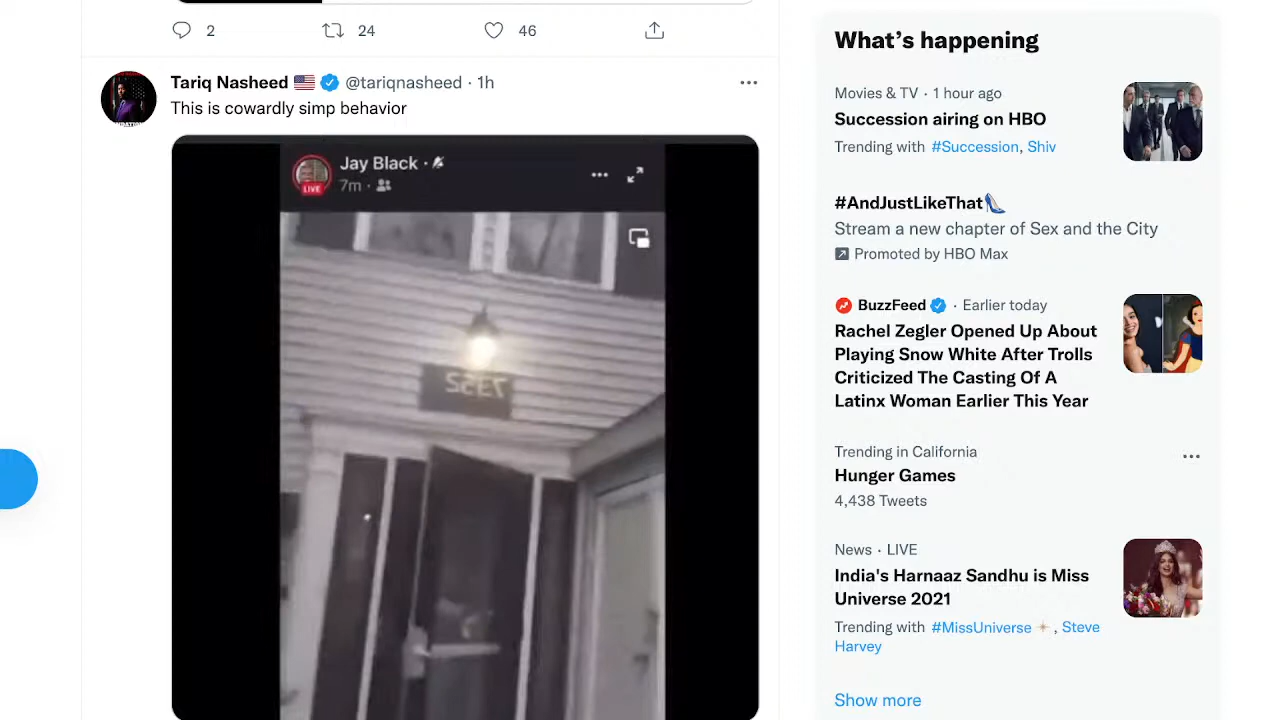 2
24
46
Tariq Nasheed @tariqnasheed · 1h
This is cowardly simp behavior
Jay Black ·
LIVE
7m ·
7352
What's happening
Movies & TV · 1 hour ago
Succession airing on HBO
Trending with #Succession, Shiv
#AndJustLikeThat
Stream a new chapter of Sex and the City
Promoted by HBO Max
BuzzFeed · Earlier today
Rachel Zegler Opened Up About
Playing Snow White After Trolls
Criticized The Casting Of A
Latinx Woman Earlier This Year
Trending in California
Hunger Games
4,438 Tweets
News · LIVE
India's Harnaaz Sandhu is Miss
Universe 2021
Trending with #MissUniverse , Steve
Harvey
Show more